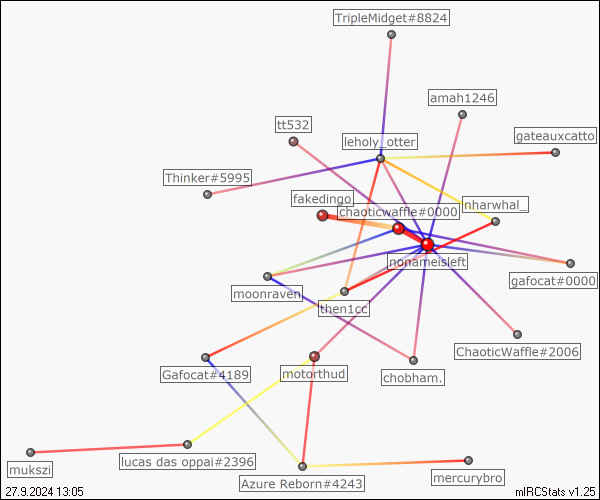 TripleMidget#8824
amah1246
tt532
gateauxcatto
leholy_otter
Thinker#5995
fakedingo
nharwhal_
chaoticwaffle#0000
nonameisleft
gafocat#0000
moonraven
then1cc
ChaoticWaffle#2006
Gafocat#4189
motorthud
chobham.
lucas das oppai#2396
mukszi
mercurybro
Azure Reborn#4243
27.9.2024 13:05
mIRCStats v1.25